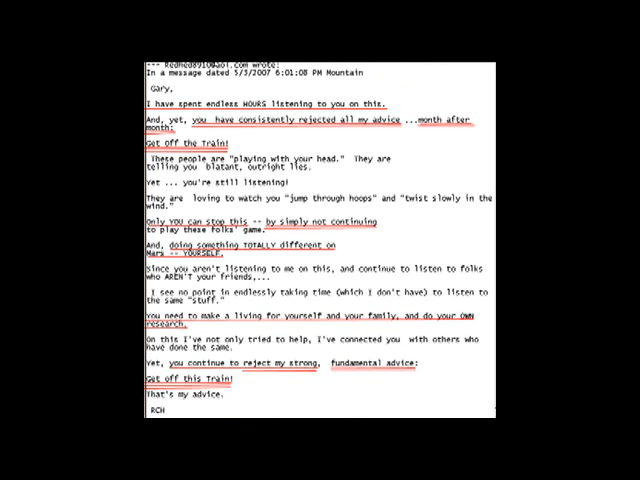 --- Redhed8910@aol.com wrote:
In a message dated 5/3/2007 6:01:08 PM Mountain
Gary,
I have spent endless HOURS listening to you on this.
And, yet, you have consistently rejected all my advice ...month after
month:
Get Off the Train!
These people are "playing with your head." They are
telling you blatant, outright lies.
Yet ... you're still listening!
They are loving to watch you "jump through hoops" and "twist slowly in the
wind."
Only YOU can stop this -- by simply not continuing
to play these folks' game.
And, doing something TOTALLY different on
Mars -- YOURSELF.
Since you aren't listening to me on this, and continue to listen to folks
who AREN'T your friends,...
I see no point in endlessly taking time (which I don't have) to listen to
the same "stuff."
You need to make a living for yourself and your family, and do your OWN
research.
On this I've not only tried to help, I've connected you with others who
have done the same.
Yet, you continue to reject my strong, fundamental advice:
Get off this Train!
That's my advice.
RCH